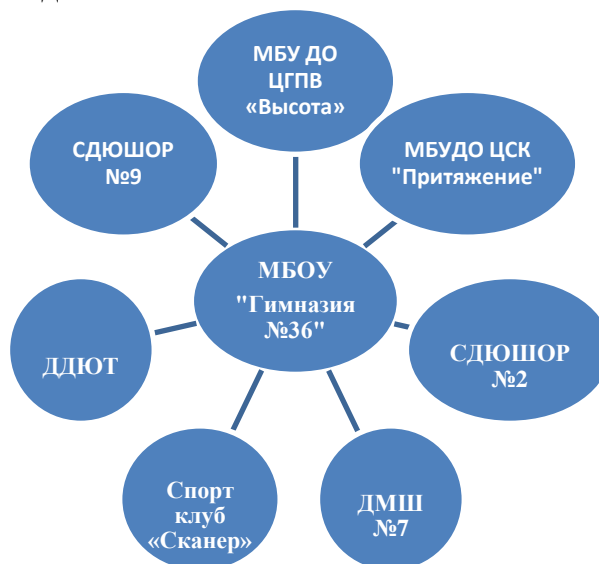 МБУ ДО
ЦГПВ
«Высота»
СДЮШОР
№9
МБУДО ЦСК
"Притяжение"
МБОУ
"Гимназия
№36"
ДДЮТ
СДЮШОР
№2
Спорт
клуб
«Сканер»
ДМШ
№7